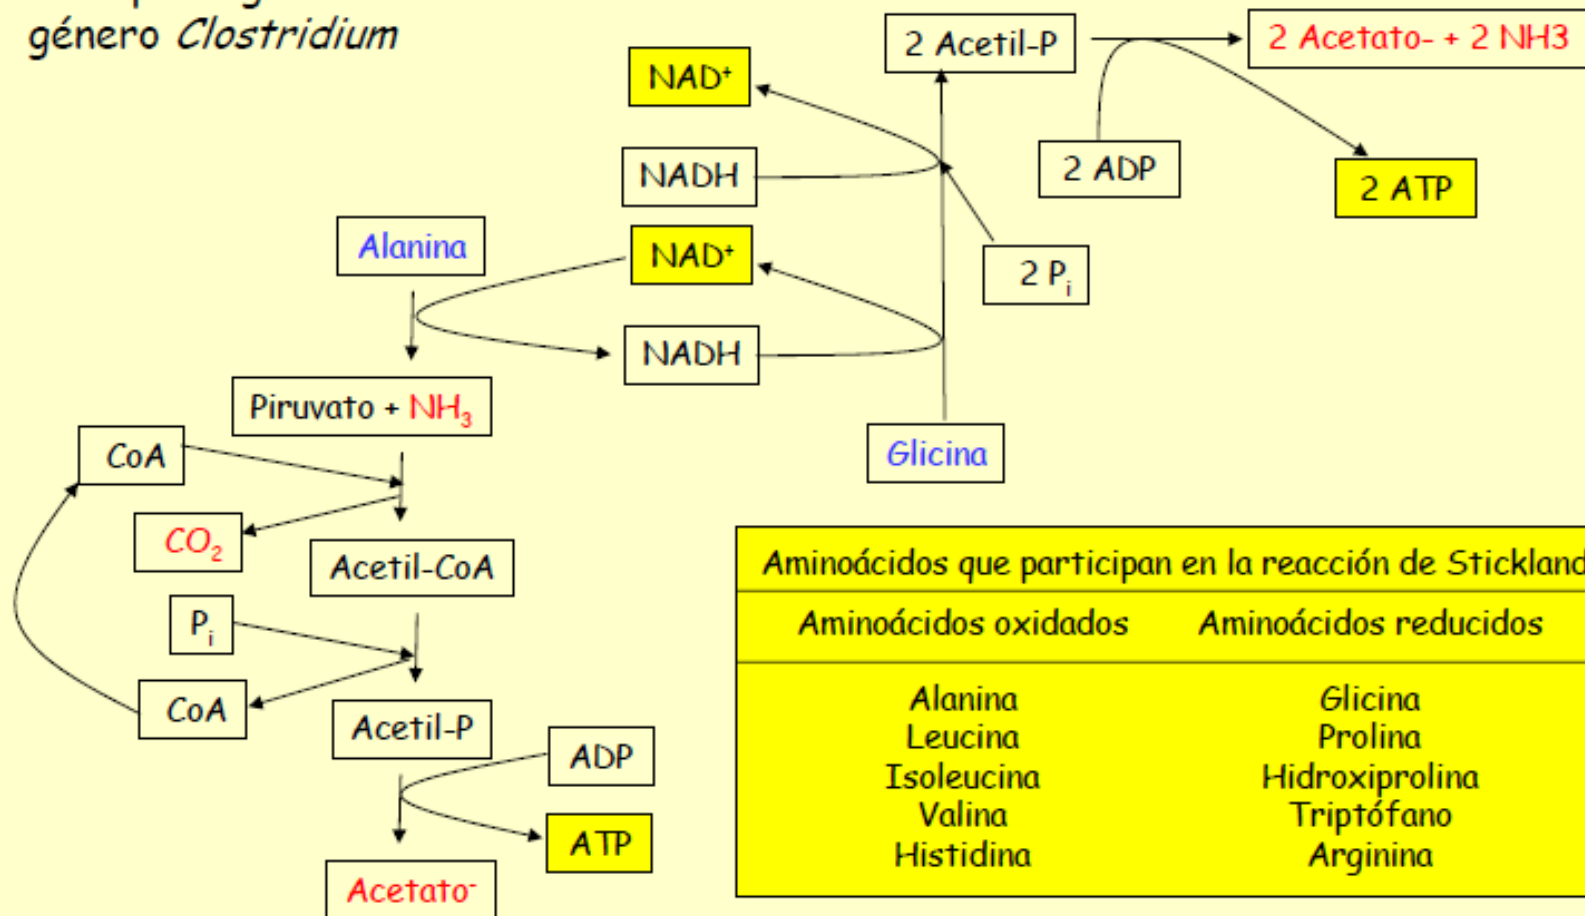 género Clostridium
2 Acetil-P
2 Acetato- + 2 NH3
NAD⁺
NADH
2 ADP
2 ATP
Alanina
NAD⁺
2 Pᵢ
NADH
Piruvato + NH₃
CoA
Glicina
CO₂
Acetil-CoA
Pᵢ
CoA
Acetil-P
ADP
ATP
Acetato⁻
Aminoácidos que participan en la reacción de Stickland
Aminoácidos oxidados Aminoácidos reducidos
Alanina Glicina
Leucina Prolina
Isoleucina Hidroxiprolina
Valina Triptófano
Histidina Arginina